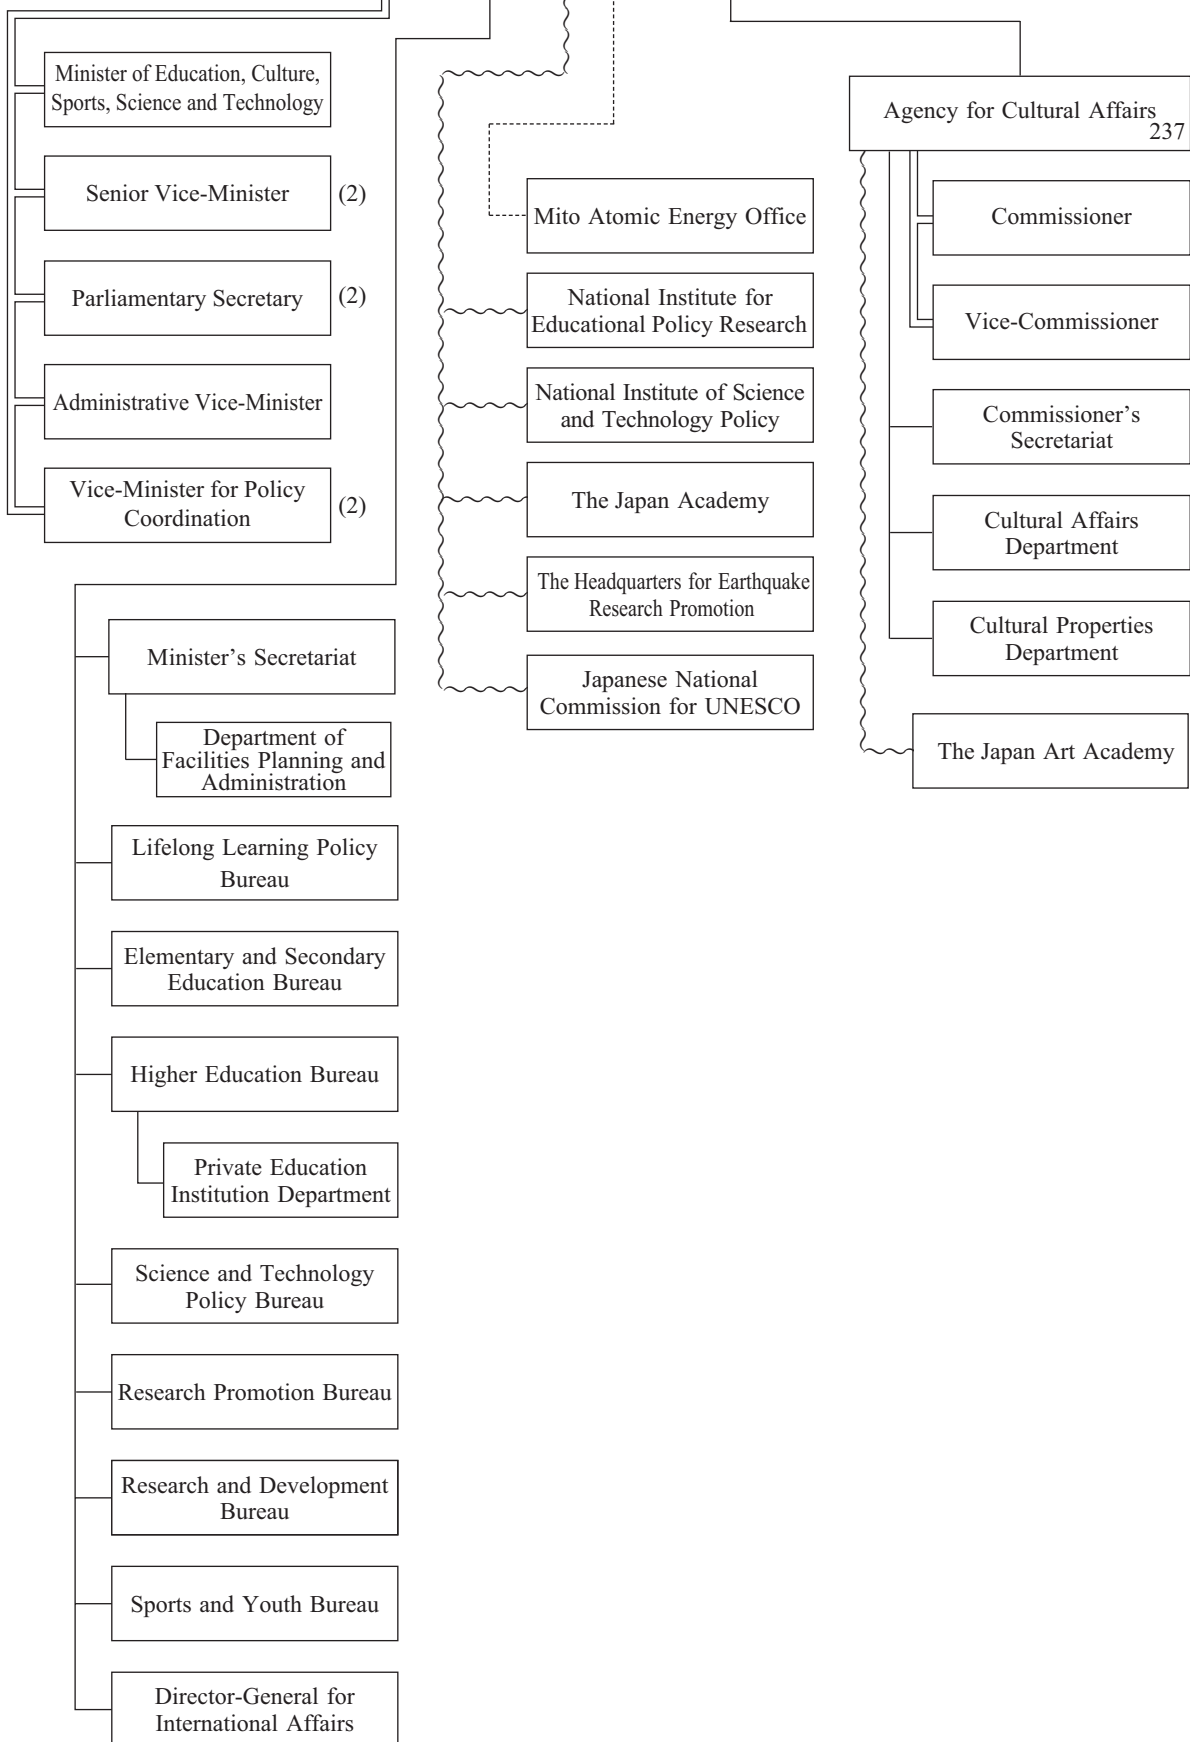 Minister of Education, Culture,
Sports, Science and Technology
Senior Vice-Minister (2)
Parliamentary Secretary (2)
Administrative Vice-Minister
Vice-Minister for Policy
Coordination (2)
Minister's Secretariat
Department of
Facilities Planning and
Administration
Lifelong Learning Policy
Bureau
Elementary and Secondary
Education Bureau
Higher Education Bureau
Private Education
Institution Department
Science and Technology
Policy Bureau
Research Promotion Bureau
Research and Development
Bureau
Sports and Youth Bureau
Director-General for
International Affairs
Mito Atomic Energy Office
National Institute for
Educational Policy Research
National Institute of Science
and Technology Policy
The Japan Academy
The Headquarters for Earthquake
Research Promotion
Japanese National
Commission for UNESCO
Agency for Cultural Affairs
237
Commissioner
Vice-Commissioner
Commissioner's
Secretariat
Cultural Affairs
Department
Cultural Properties
Department
The Japan Art Academy